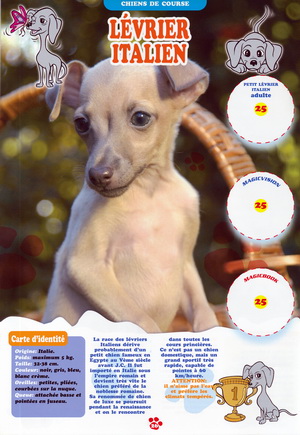 CHIENS DE COURSE
LÉVRIER
ITALIEN
PETIT LÉVRIER
ITALIEN
adulte
25
MAGICVISION
25
MAGICBOOK
25
Carte d'identité
Origine: Italie.
Poids: maximum 5 kg.
Taille: 32-38 cm.
Couleurs: noir, gris, bleu,
blanc crème.
Oreilles: petites, pliées,
couchées sur la nuque.
Queue: attachée basse et
pointées en fuseau.
La race des lévriers
Italiens dérive
probablement d'un
petit chien fameux en
Egypte au Vème siècle
avant J.C. Il fut
importé en Italie sous
l'empire romain et
devient très vite le
chien préféré de la
noblesse romaine.
Sa renommée de chien
de luxe se poursuit
pendant la renaissance
et on le rencontre
dans toutes les
cours princières.
Ce n'est pas un chien
domestique, mais un
grand sportif très
rapide, capable de
pointes à 60
km/heure.
ATTENTION:
il n'aime pas l'eau
et préfère les
climats tempérés.
1